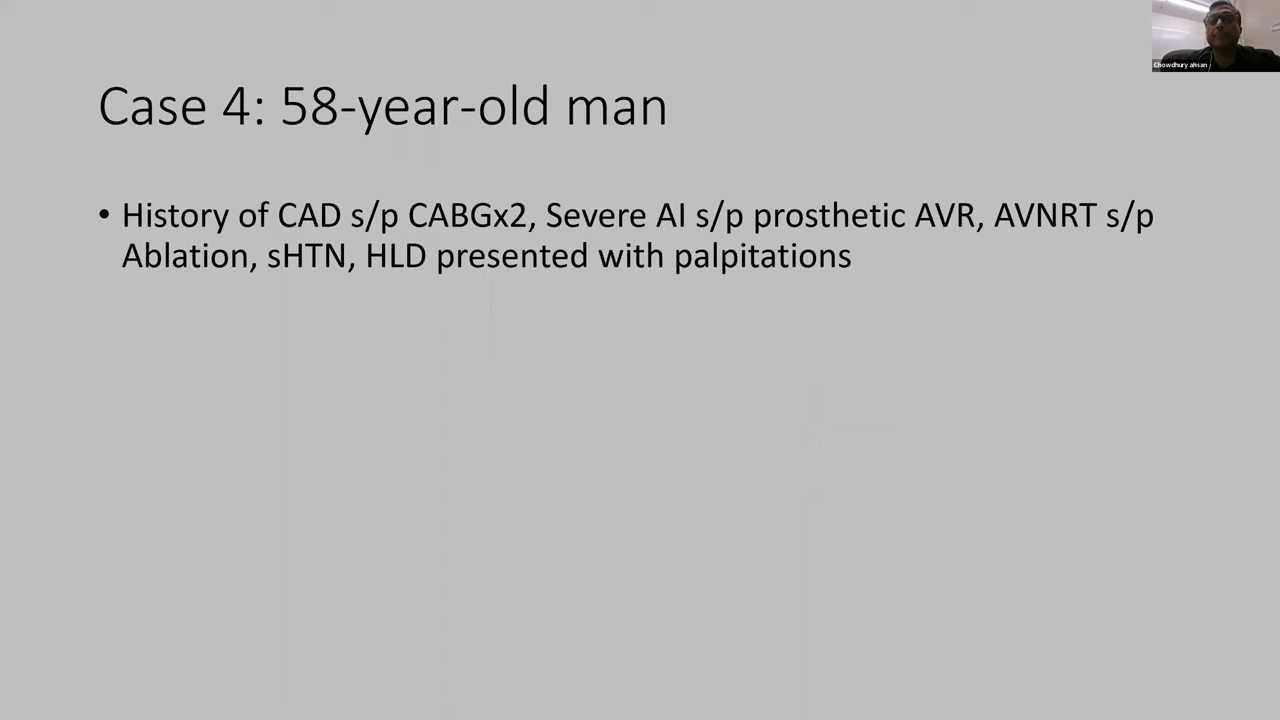 Chowdhury ahsan
Case 4: 58-year-old man
• History of CAD s/p CABGx2, Severe AI s/p prosthetic AVR, AVNRT s/p
Ablation, sHTN, HLD presented with palpitations